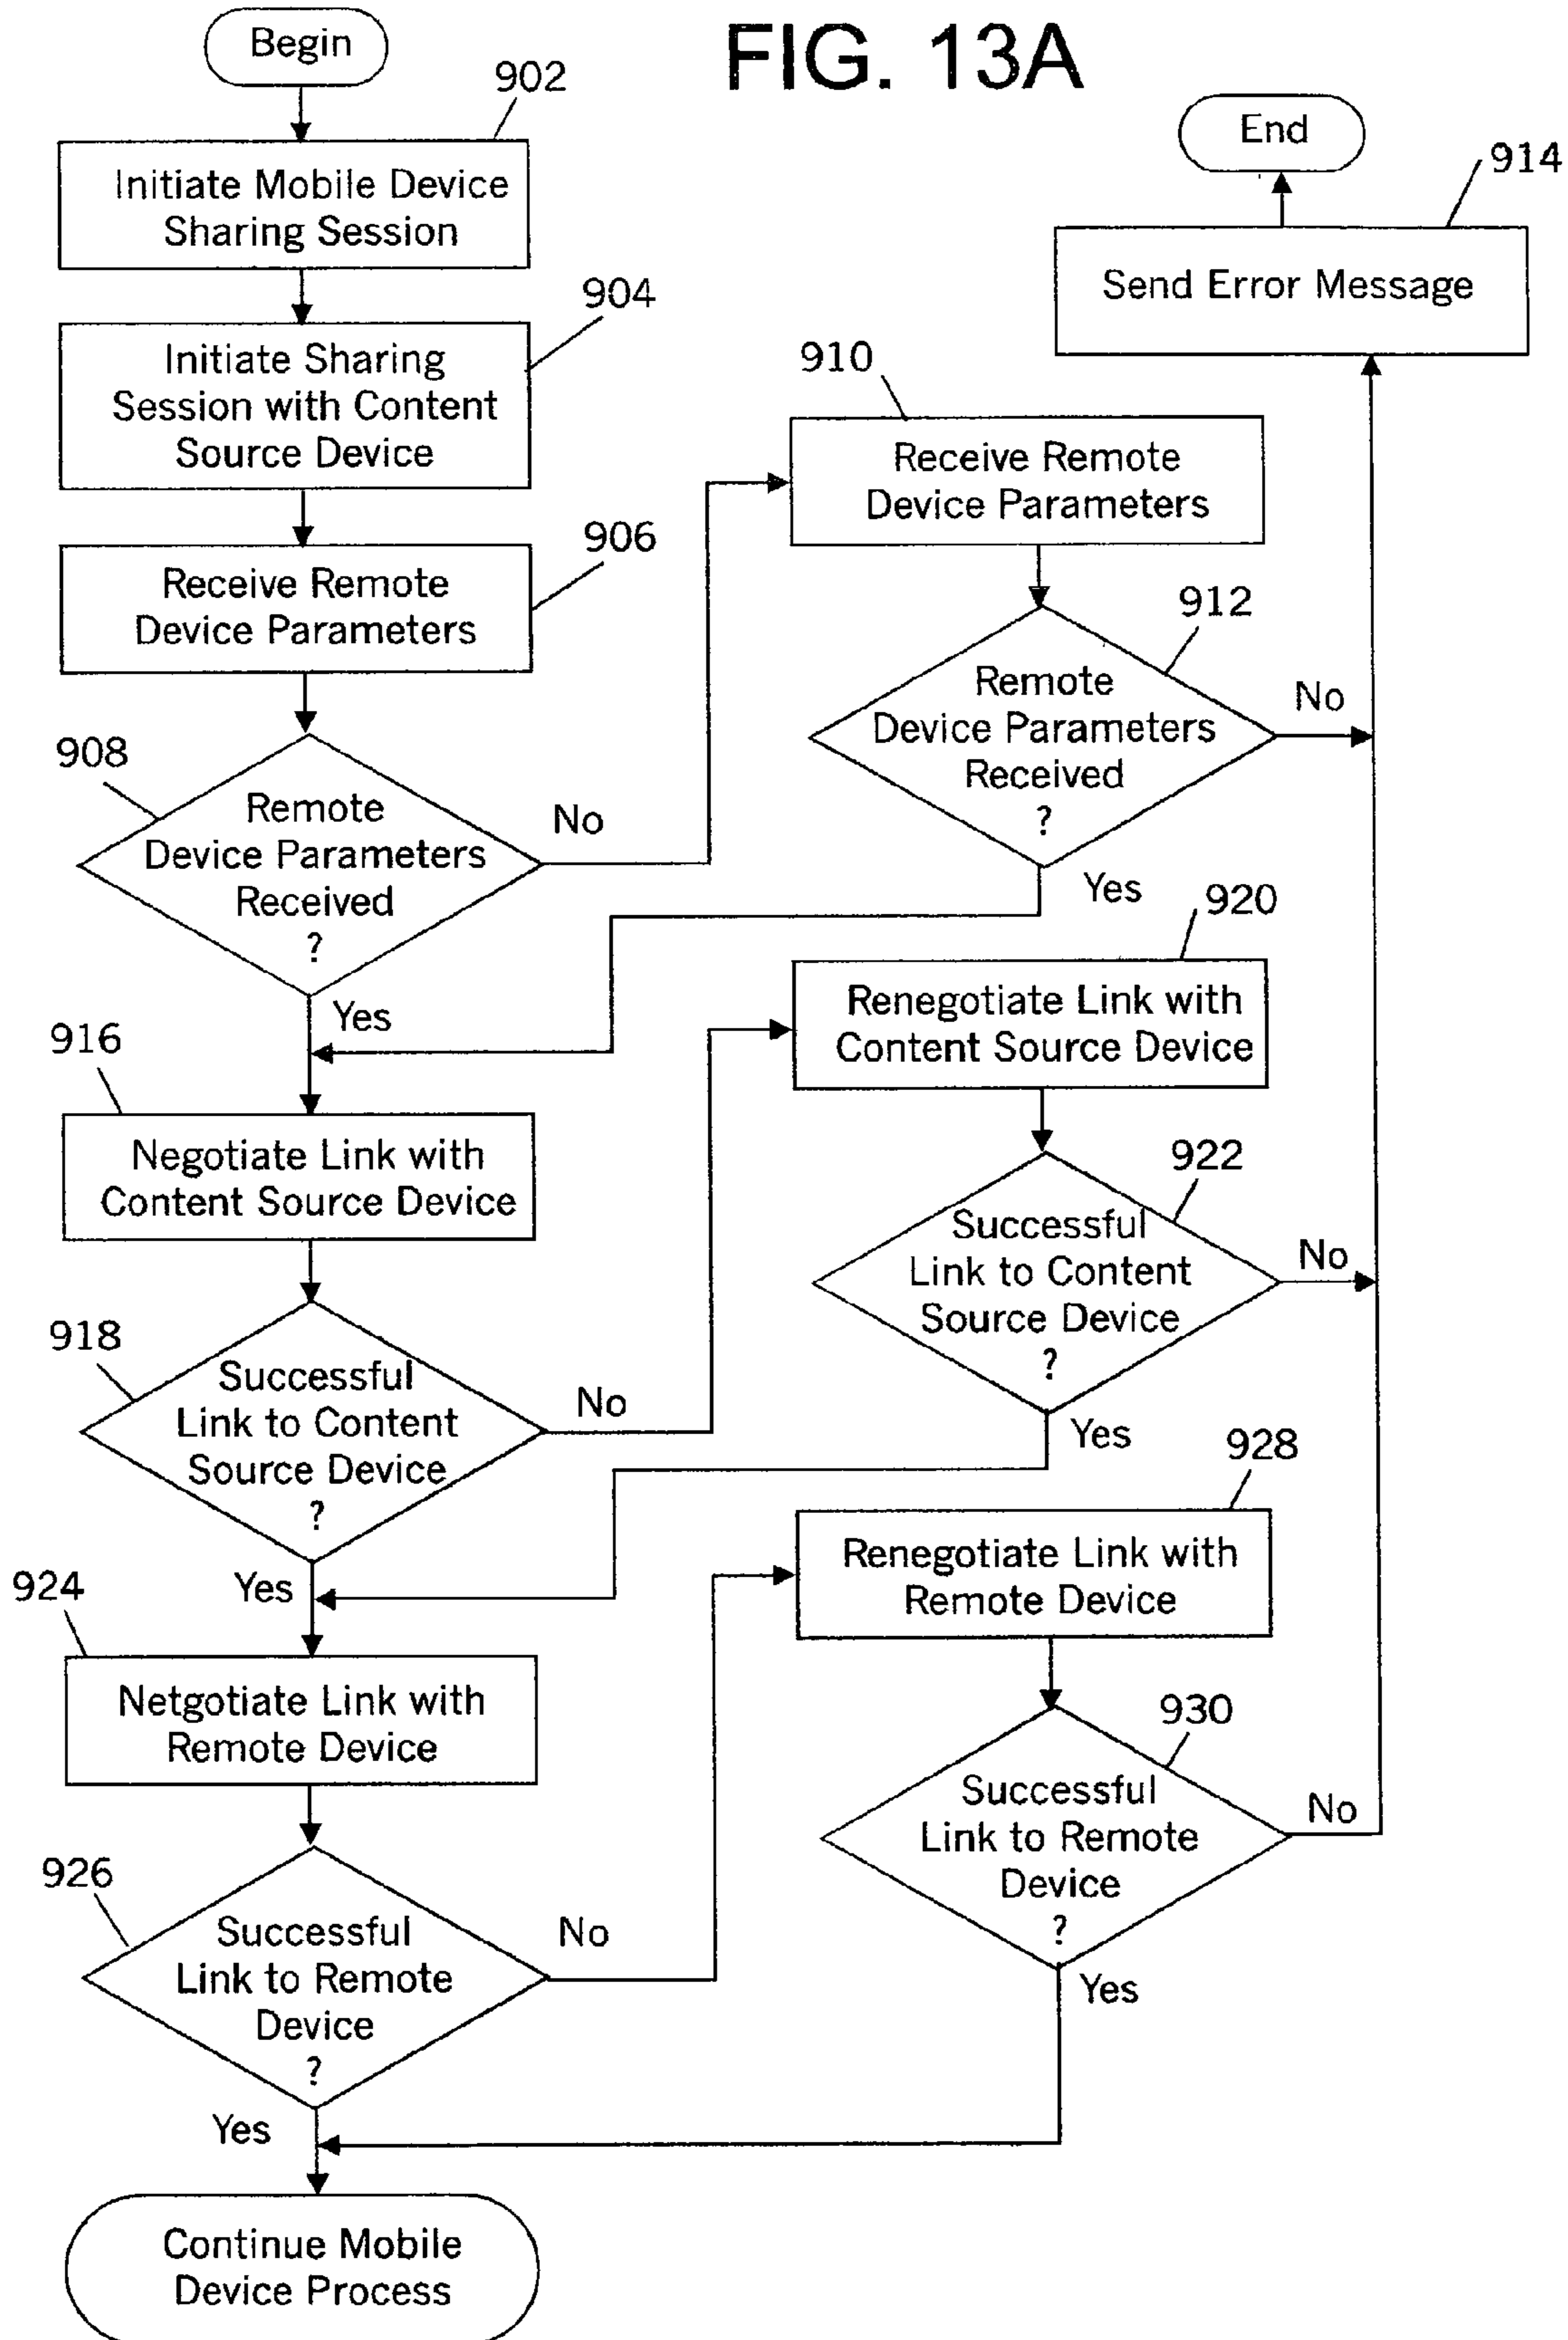 FIG. 13A
Begin
902
Initiate Mobile Device
Sharing Session
904
Initiate Sharing
Session with Content
Source Device
906
Receive Remote
Device Parameters
908
Remote
Device Parameters
Received
?
No
Yes
910
Receive Remote
Device Parameters
912
Remote
Device Parameters
Received
?
No
Yes
End
914
Send Error Message
916
Negotiate Link with
Content Source Device
918
Successful
Link to Content
Source Device
?
No
Yes
920
Renegotiate Link with
Content Source Device
922
Successful
Link to Content
Source Device
?
No
Yes
924
Netgotiate Link with
Remote Device
926
Successful
Link to Remote
Device
?
No
Yes
928
Renegotiate Link with
Remote Device
930
Successful
Link to Remote
Device
?
No
Yes
Continue Mobile
Device Process